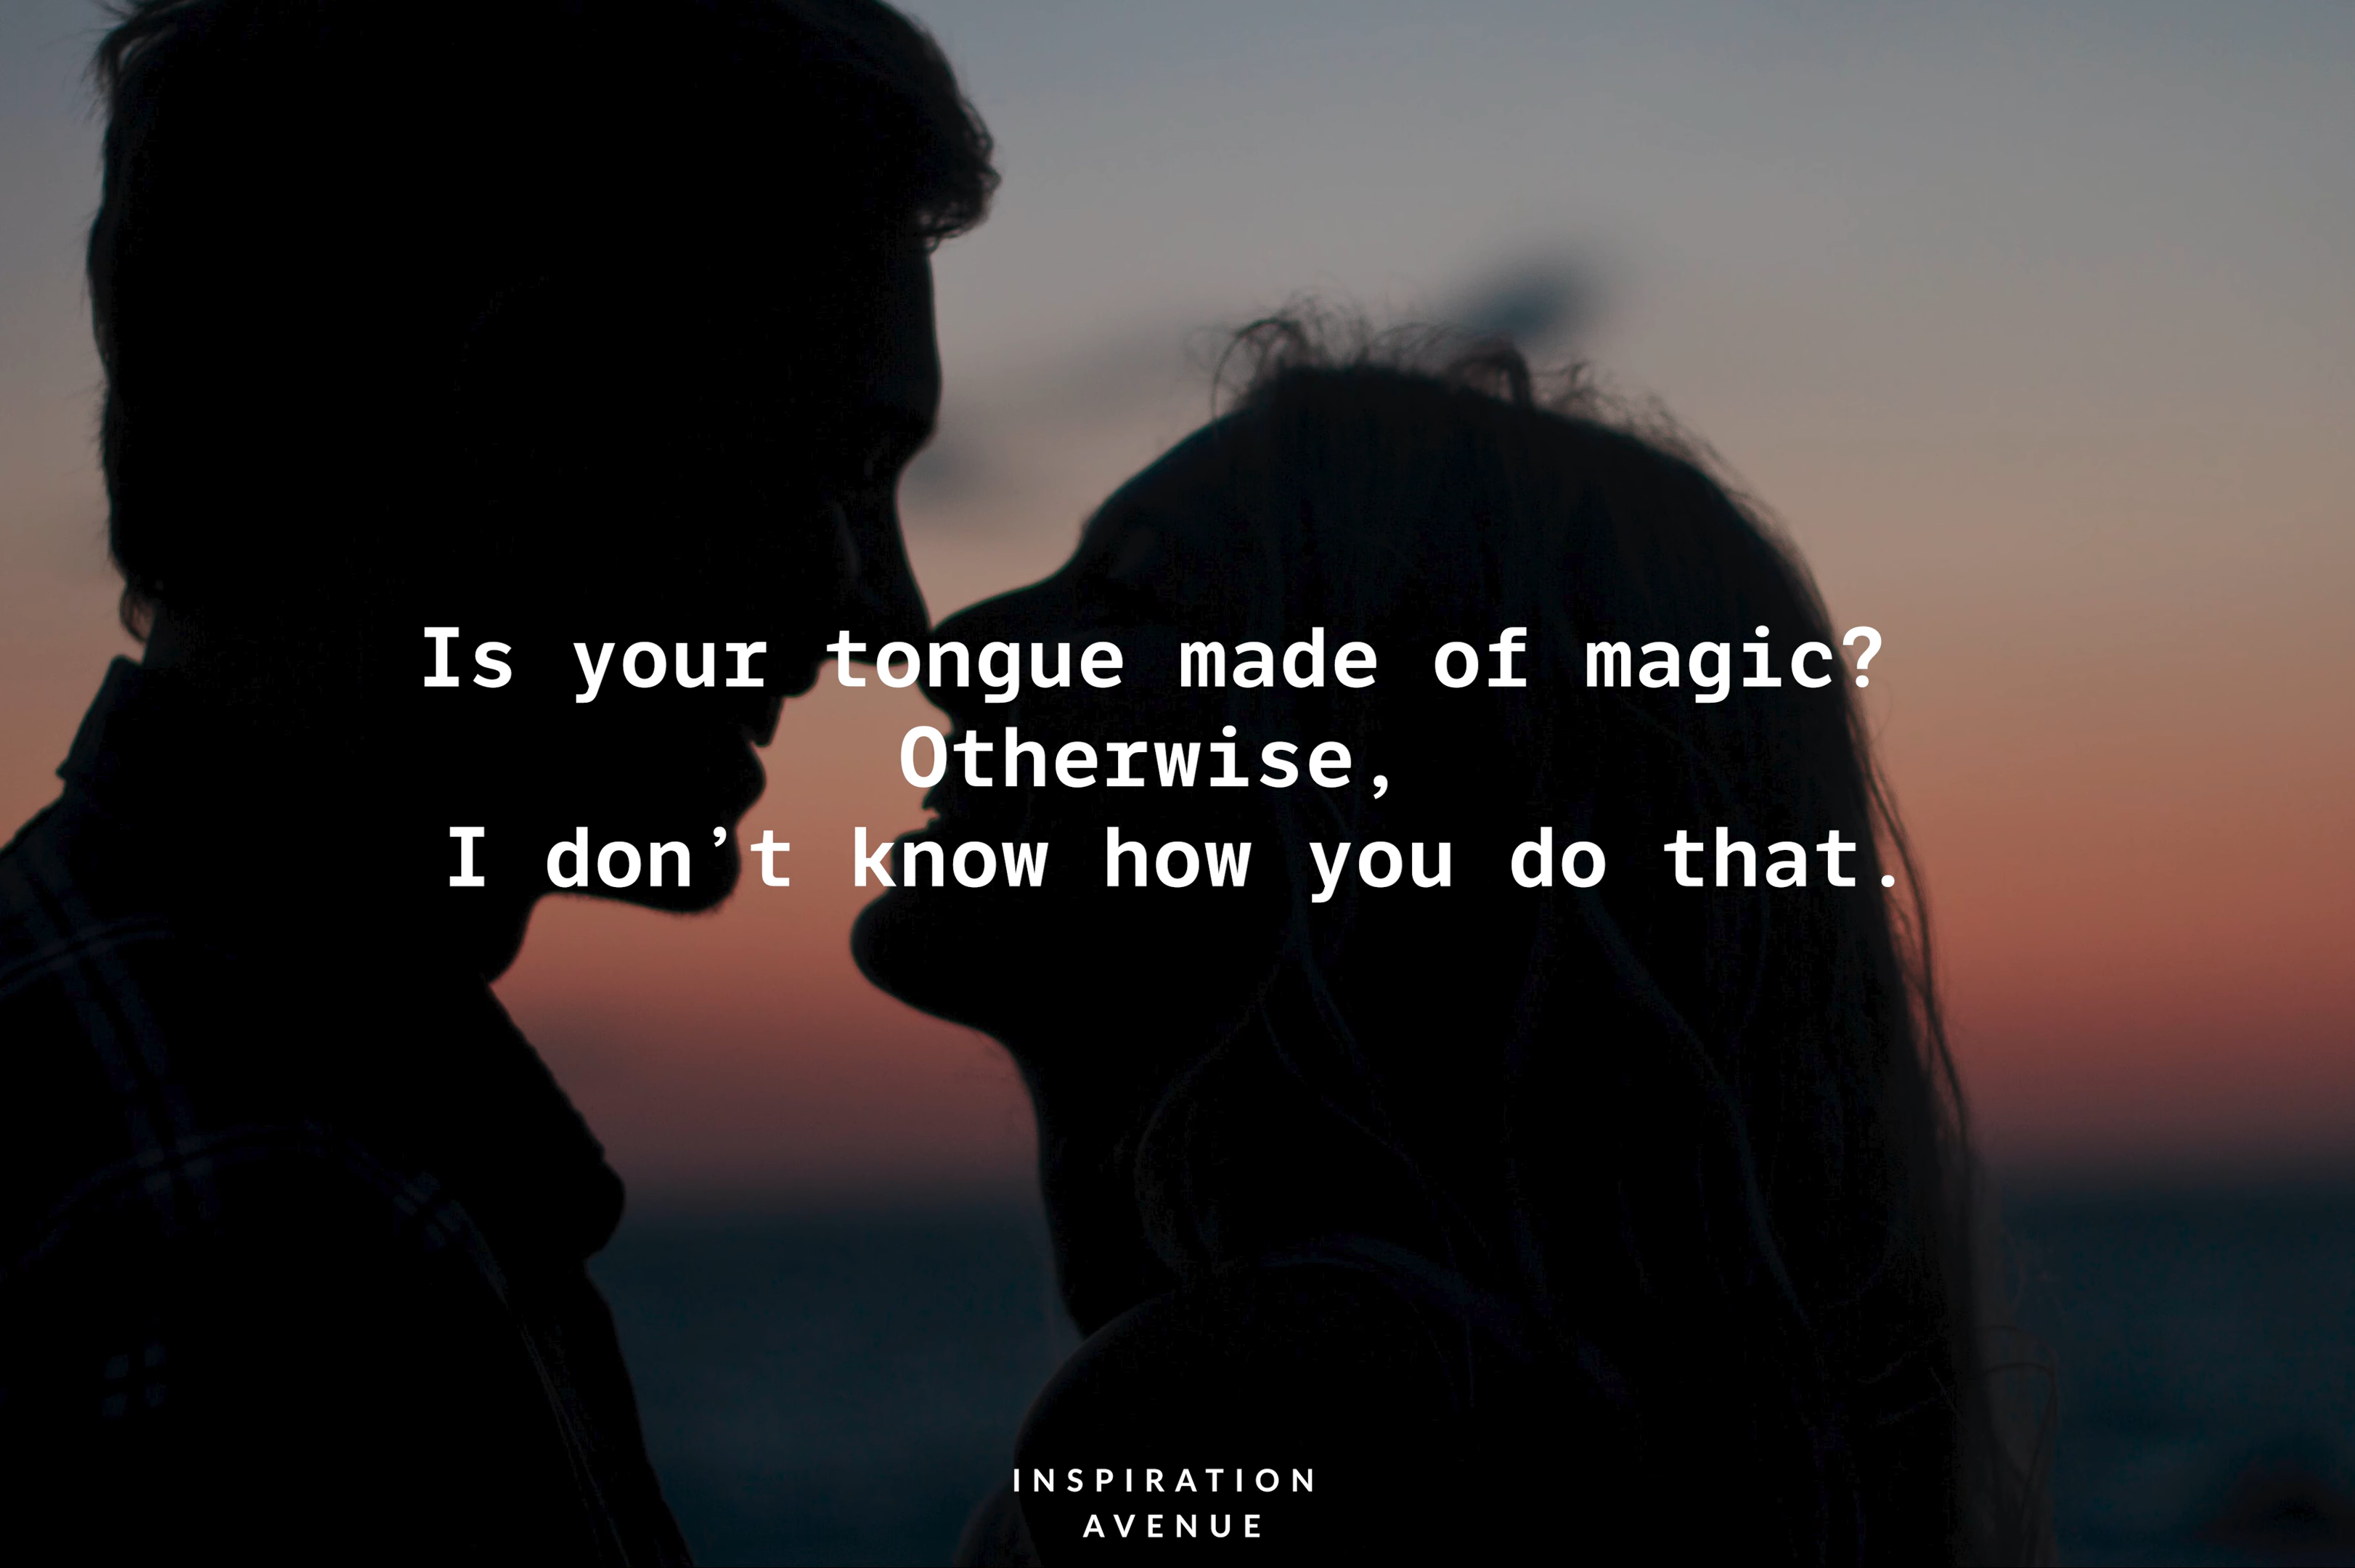 Is your tongue made of magic?
Otherwise,
I don’t know how you do that.
INSPIRATION
AVENUE